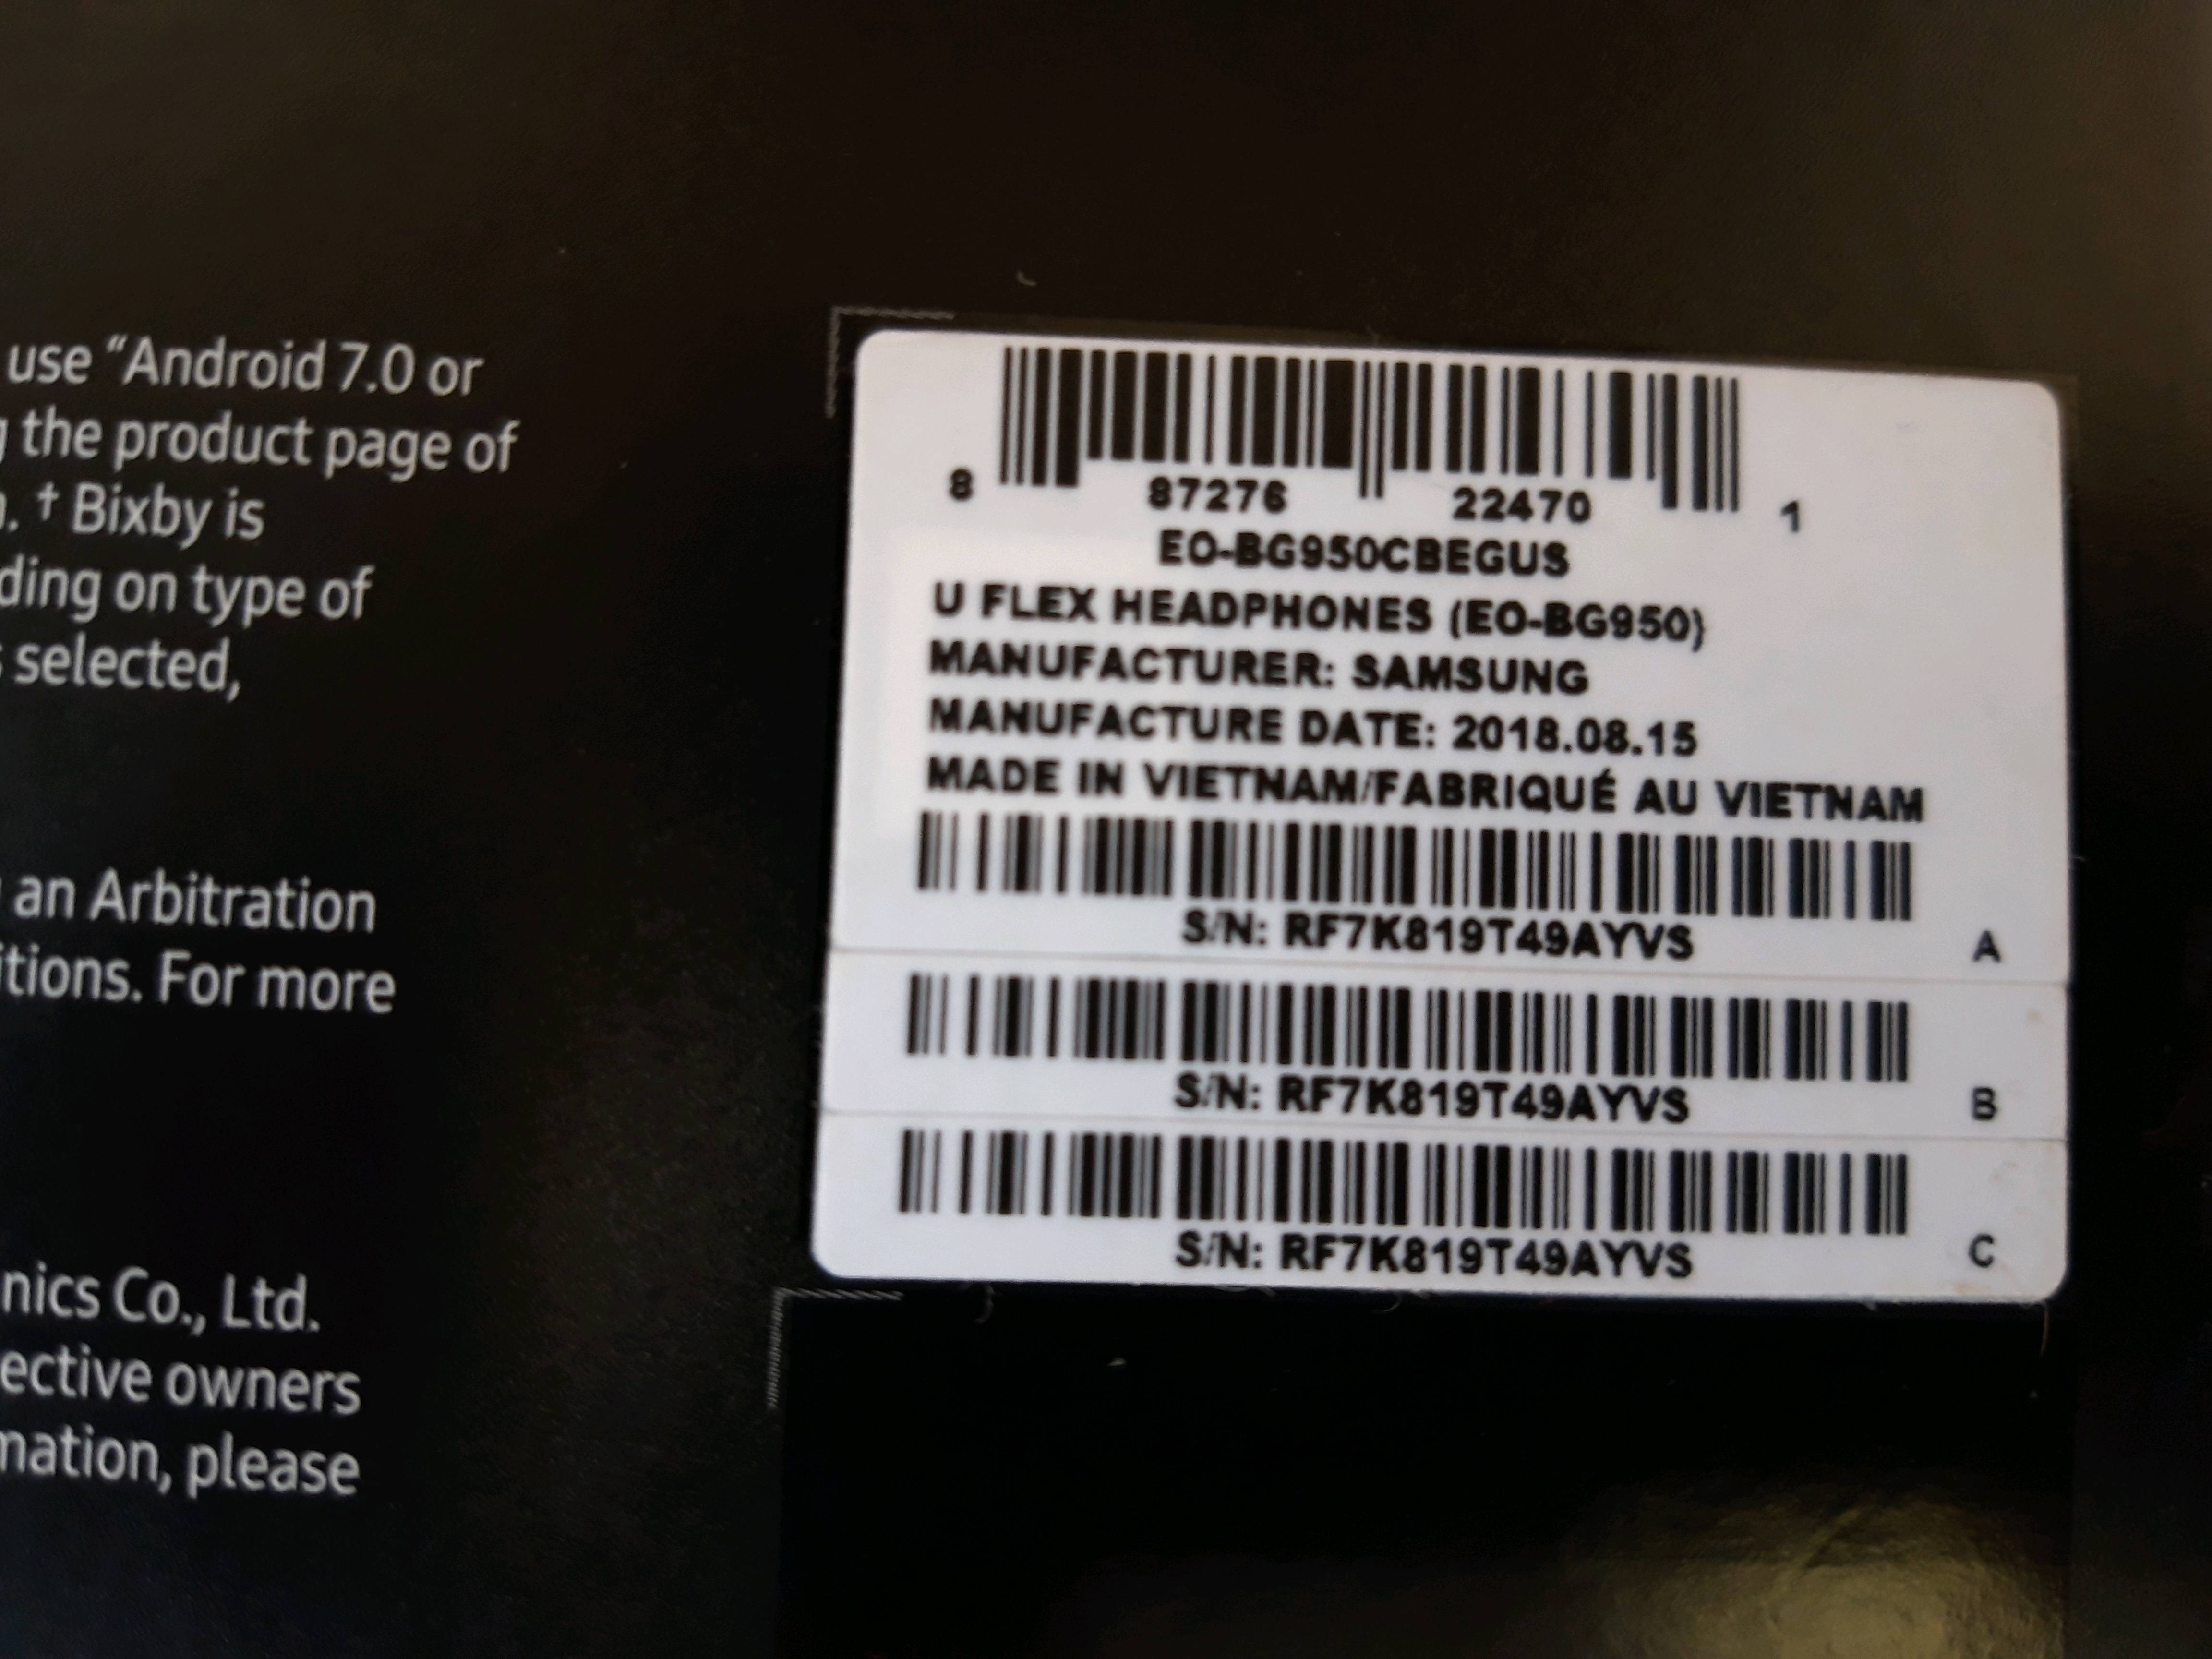 use “Android 7.0 or
the product page of
. † Bixby is
ding on type of
selected,
an Arbitration
itions. For more
nics Co., Ltd.
ective owners
mation, please
8 87276 22470 1
EO-BG950CBEGUS
U FLEX HEADPHONES (EO-BG950)
MANUFACTURER: SAMSUNG
MANUFACTURE DATE: 2018.08.15
MADE IN VIETNAM/FABRIQUÉ AU VIETNAM
S/N: RF7K819T49AYVS A
S/N: RF7K819T49AYVS B
S/N: RF7K819T49AYVS C